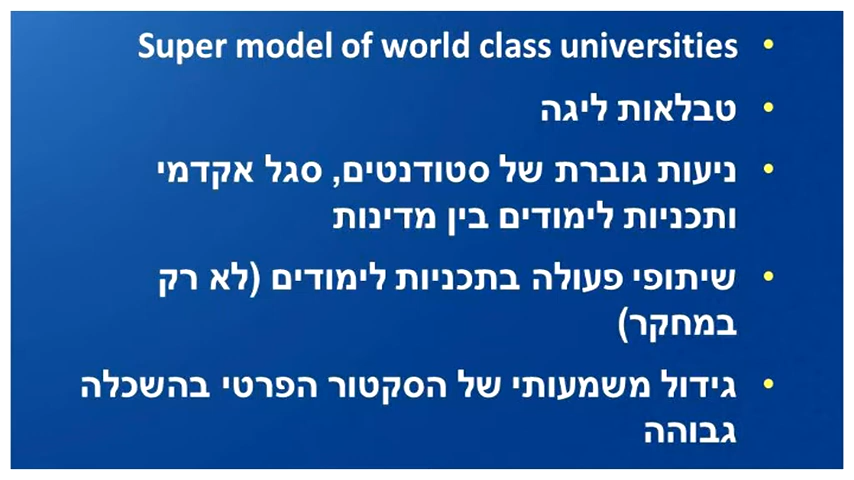 • Super model of world class universities
• טבלאות ליגה
• ניעות גוברת של סטודנטים, סגל אקדמי
ותכניות לימודים בין מדינות
• שיתופי פעולה בתכניות לימודים (לא רק
במחקר)
• גידול משמעותי של הסקטור הפרטי בהשכלה
גבוהה